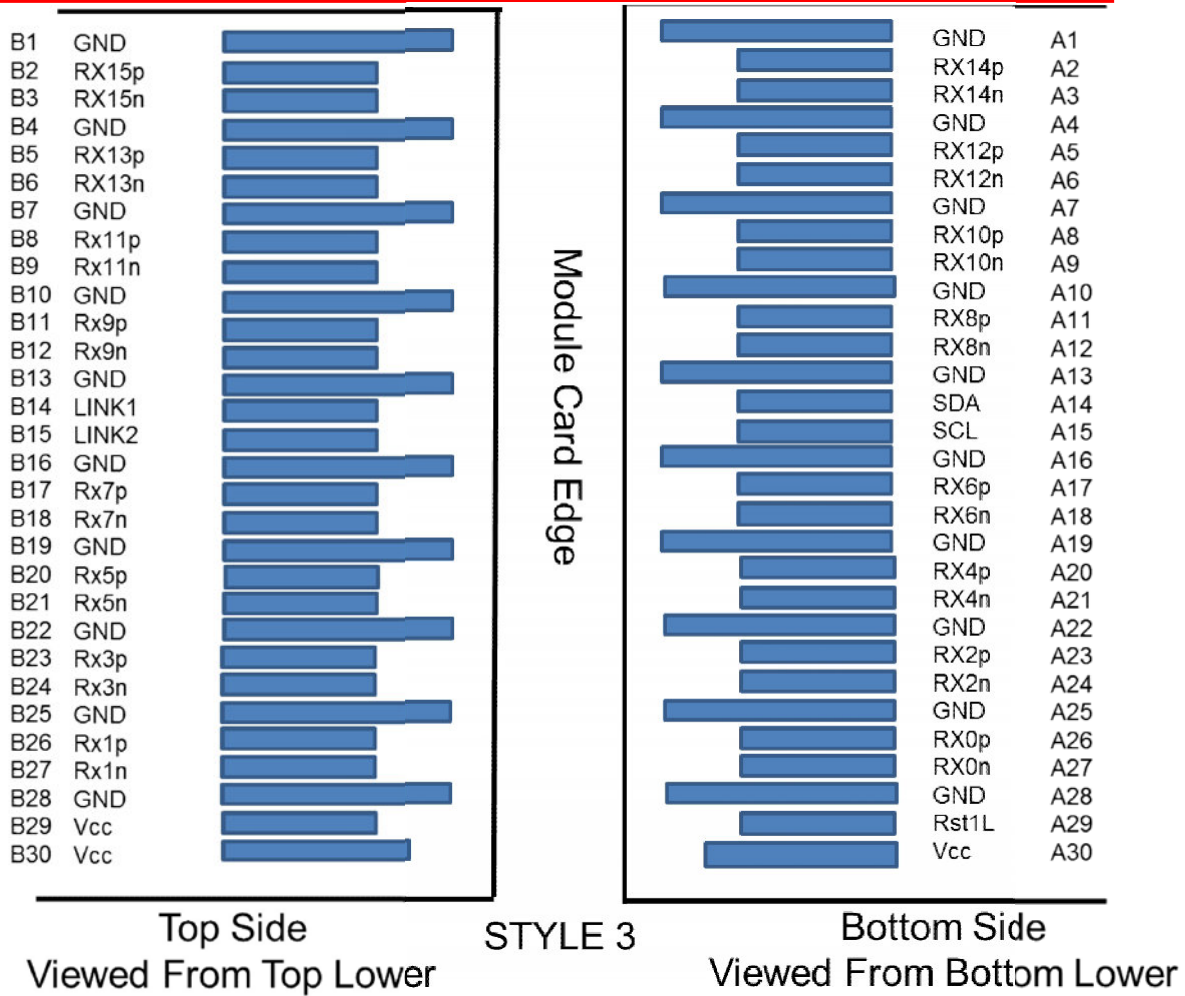 B1 GND
B2 RX15p
B3 RX15n
B4 GND
B5 RX13p
B6 RX13n
B7 GND
B8 Rx11p
B9 Rx11n
B10 GND
B11 Rx9p
B12 Rx9n
B13 GND
B14 LINK1
B15 LINK2
B16 GND
B17 Rx7p
B18 Rx7n
B19 GND
B20 Rx5p
B21 Rx5n
B22 GND
B23 Rx3p
B24 Rx3n
B25 GND
B26 Rx1p
B27 Rx1n
B28 GND
B29 Vcc
B30 Vcc
Module Card Edge
GND A1
RX14p A2
RX14n A3
GND A4
RX12p A5
RX12n A6
GND A7
RX10p A8
RX10n A9
GND A10
RX8p A11
RX8n A12
GND A13
SDA A14
SCL A15
GND A16
RX6p A17
RX6n A18
GND A19
RX4p A20
RX4n A21
GND A22
RX2p A23
RX2n A24
GND A25
RX0p A26
RX0n A27
GND A28
Rst1L A29
Vcc A30
Top Side
Viewed From Top Lower
STYLE 3
Bottom Side
Viewed From Bottom Lower